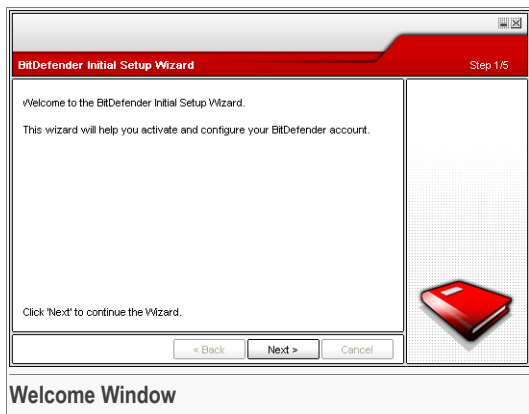 BitDefender Initial Setup Wizard
Step 1/5
Welcome to the BitDefender Initial Setup Wizard.
This wizard will help you activate and configure your BitDefender account.
Click 'Next' to continue the Wizard.
< Back
Next >
Cancel
Welcome Window